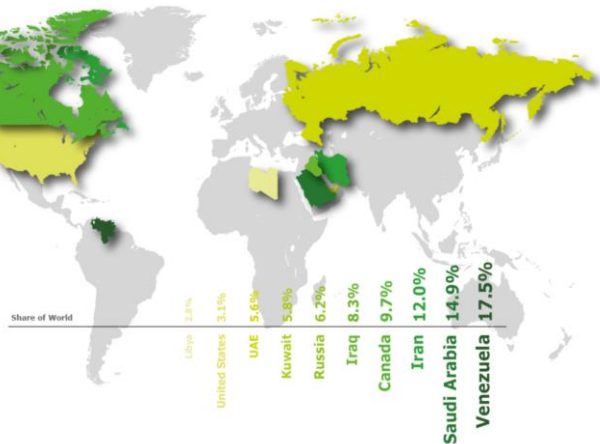 Share of World
Libya 2.8%
United States 3.1%
UAE 5.6%
Kuwait 5.8%
Russia 6.2%
Iraq 8.3%
Canada 9.7%
Iran 12.0%
Saudi Arabia 14.9%
Venezuela 17.5%